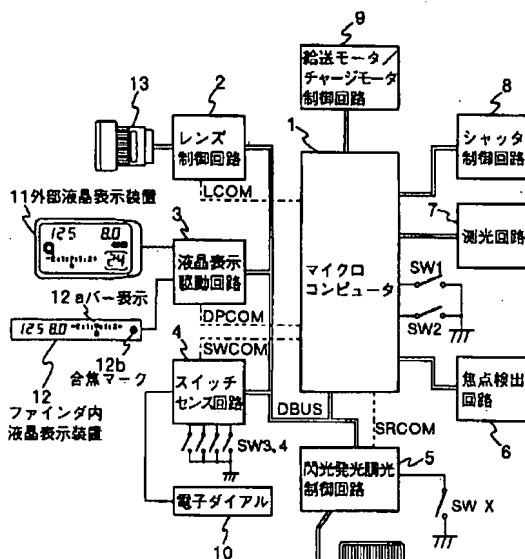 9
給送モータ/
チャージモータ
制御回路
13
2
レンズ
制御回路
1
8
シャッタ
制御回路
LCOM
11外部液晶表示装置
125 8.0
24
3
液晶表示
駆動回路
7
測光回路
マイクロ
コンピュータ
SW1
SW2
12aバー表示
125 8.0
DPCOM
SWCOM
12
12b
合焦マーク
ファインダ内
液晶表示装置
4
スイッチ
センス回路
DBUS
焦点検出
回路
6
SW3,4
SRCOM
5
閃光発光調光
制御回路
SW X
電子ダイアル
10